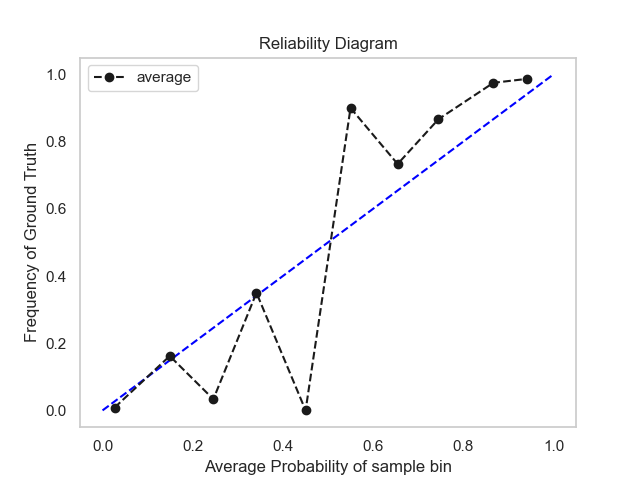 Reliability Diagram
average
1.0
0.8
0.6
0.4
0.2
0.0
Frequency of Ground Truth
0.0 0.2 0.4 0.6 0.8 1.0
Average Probability of sample bin